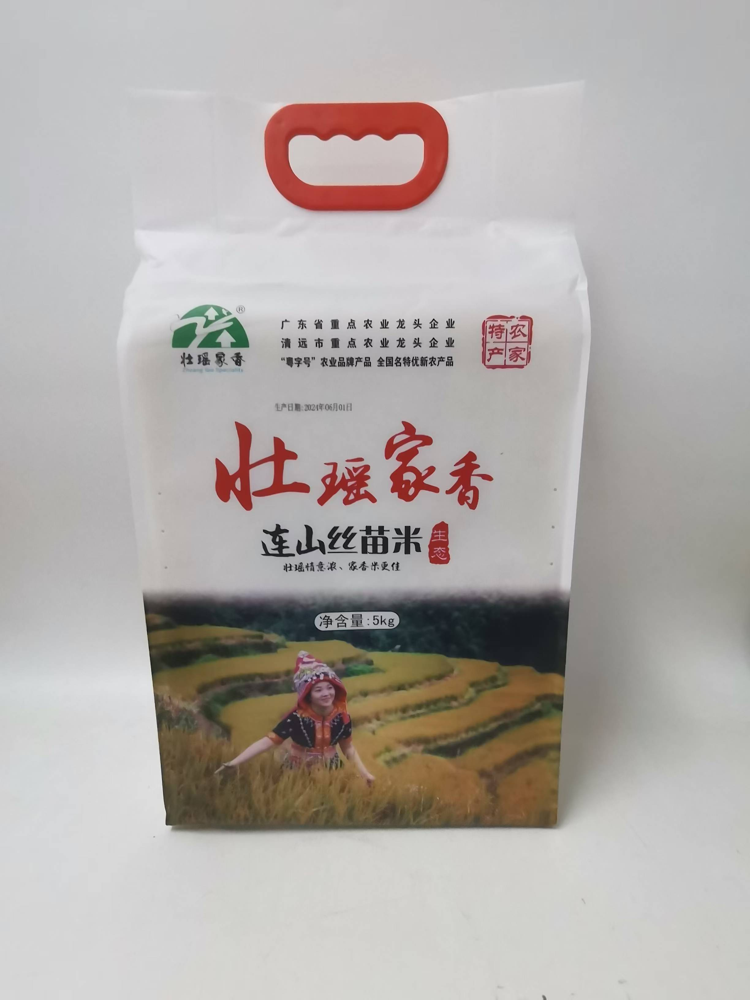 ®
壮瑶家香
Zhuang Yao Speciality
广东省重点农业龙头企业
清远市重点农业龙头企业
“粤字号”农业品牌产品 全国名特优新农产品
农家
特产
生产日期:2024年06月01日
壮瑶家香
连山丝苗米
生态
壮瑶情意浓、家香米更佳
净含量:5kg